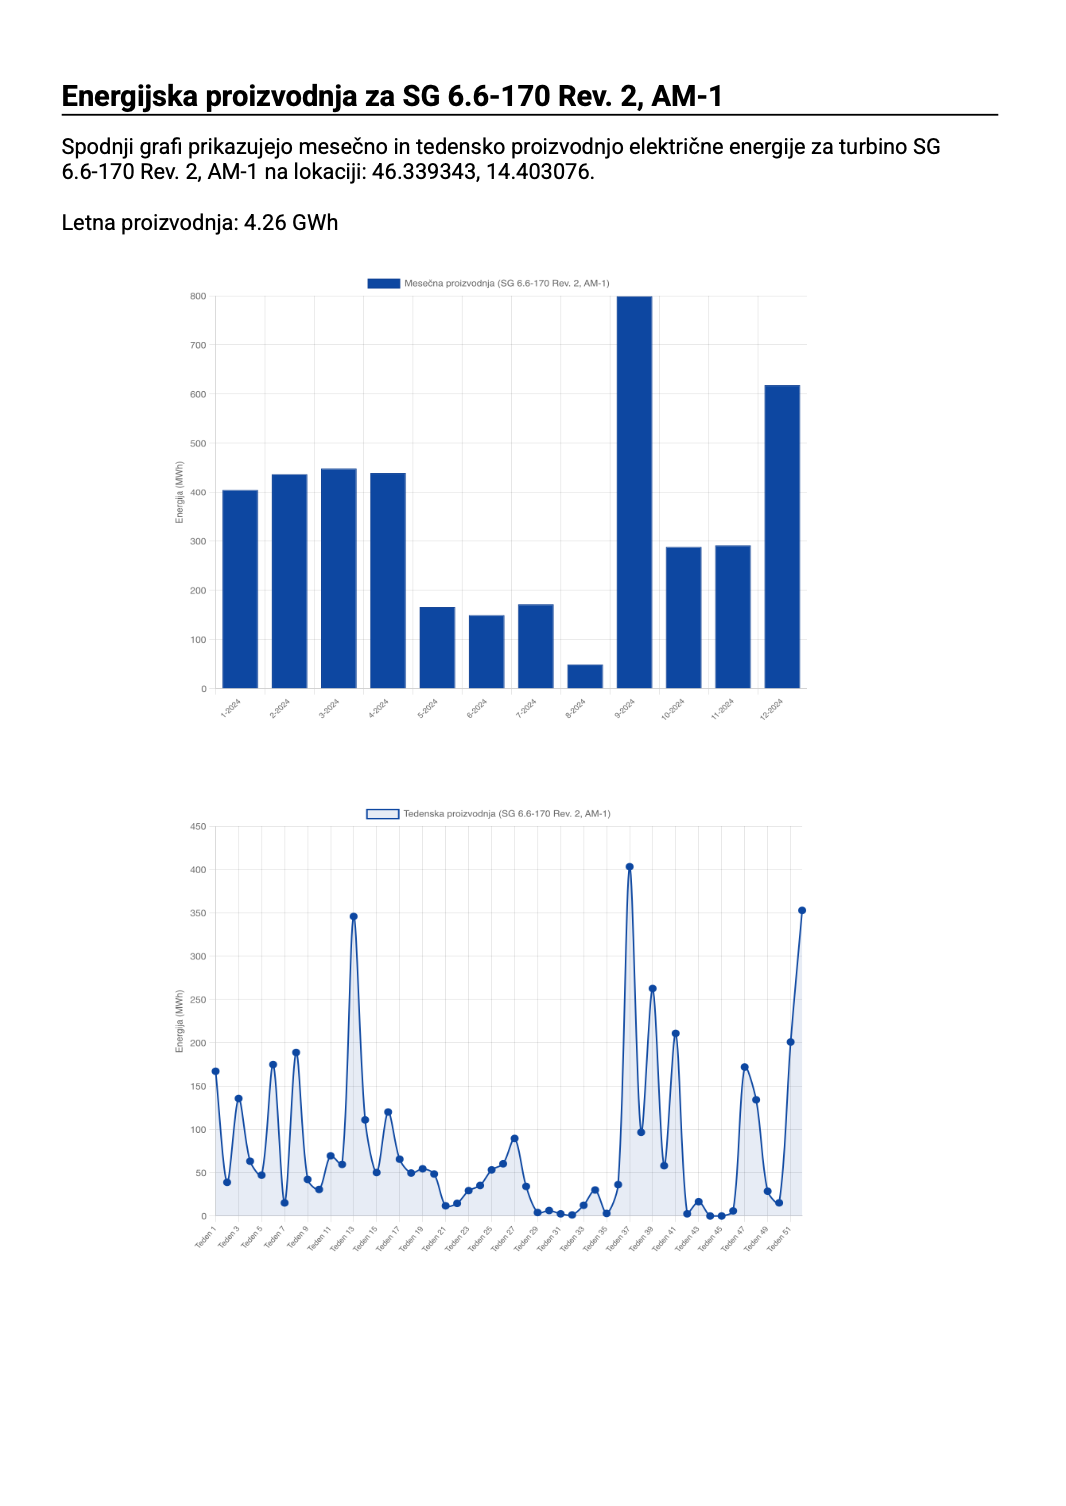 Energijska proizvodnja za SG 6.6-170 Rev. 2, AM-1
Spodnji grafi prikazujejo mesečno in tedensko proizvodnjo električne energije za turbino SG
6.6-170 Rev. 2, AM-1 na lokaciji: 46.339343, 14.403076.
Letna proizvodnja: 4.26 GWh
Mesečna proizvodnja (SG 6.6-170 Rev. 2, AM-1)
800
700
600
500
400
300
200
100
0
Energija (MWh)
1-2024
2-2024
3-2024
4-2024
5-2024
6-2024
7-2024
8-2024
9-2024
10-2024
11-2024
12-2024
Tedenska proizvodnja (SG 6.6-170 Rev. 2, AM-1)
450
400
350
300
250
200
150
100
50
0
Energija (MWh)
Teden 1
Teden 3
Teden 5
Teden 7
Teden 9
Teden 11
Teden 13
Teden 15
Teden 17
Teden 19
Teden 21
Teden 23
Teden 25
Teden 27
Teden 29
Teden 31
Teden 33
Teden 35
Teden 37
Teden 39
Teden 41
Teden 43
Teden 45
Teden 47
Teden 49
Teden 51